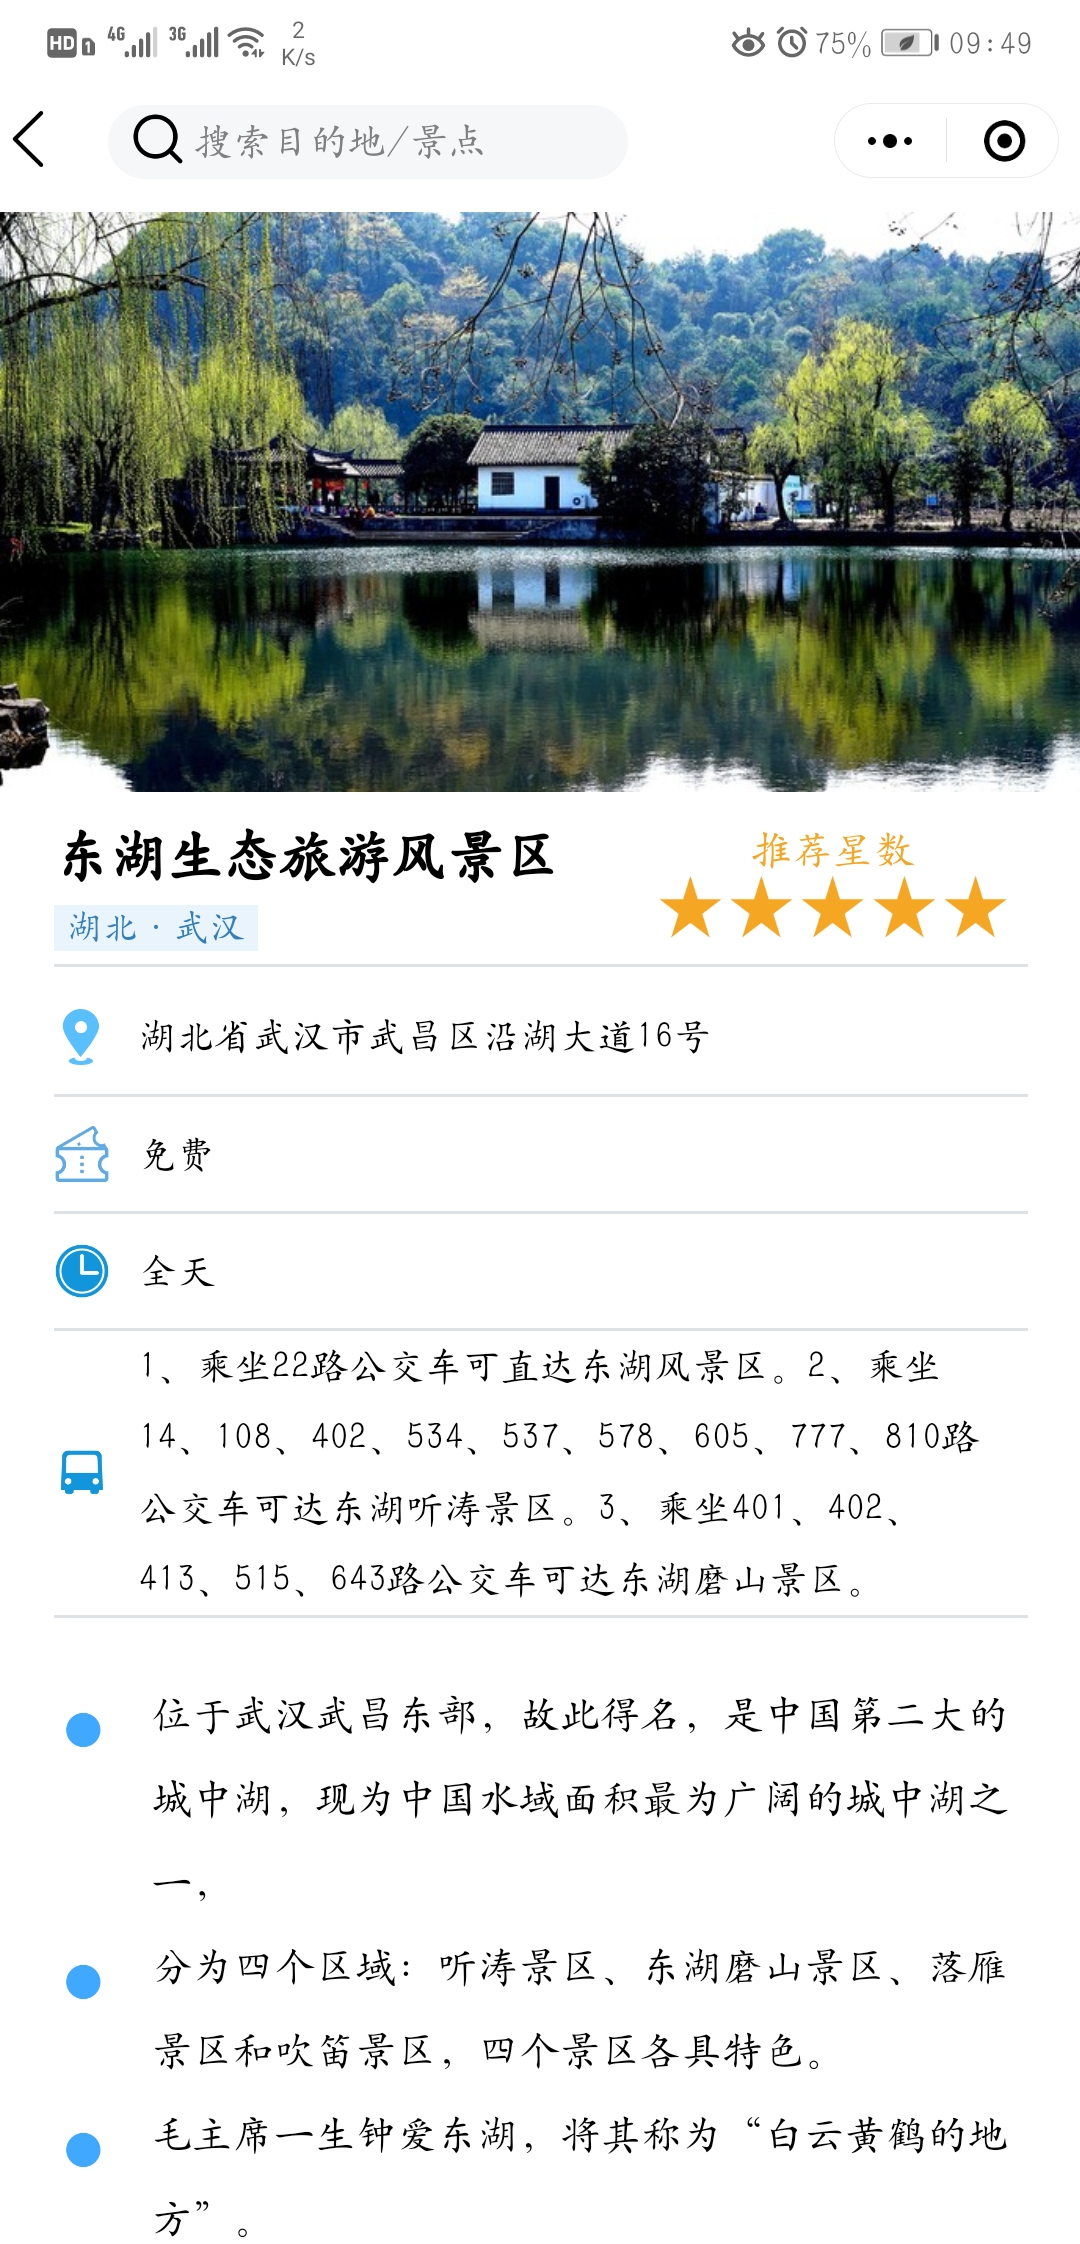 HD 1 4G 3G 2 K/s 75% 09:49
搜索目的地/景点
东湖生态旅游风景区
推荐星数
湖北·武汉
湖北省武汉市武昌区沿湖大道16号
免费
全天
1、乘坐22路公交车可直达东湖风景区。2、乘坐
14、108、402、534、537、578、605、777、810路
公交车可达东湖听涛景区。3、乘坐401、402、
413、515、643路公交车可达东湖磨山景区。
位于武汉武昌东部，故此得名，是中国第二大的
城中湖，现为中国水域面积最为广阔的城中湖之
一，
分为四个区域：听涛景区、东湖磨山景区、落雁
景区和吹笛景区，四个景区各具特色。
毛主席一生钟爱东湖，将其称为“白云黄鹤的地
方”。